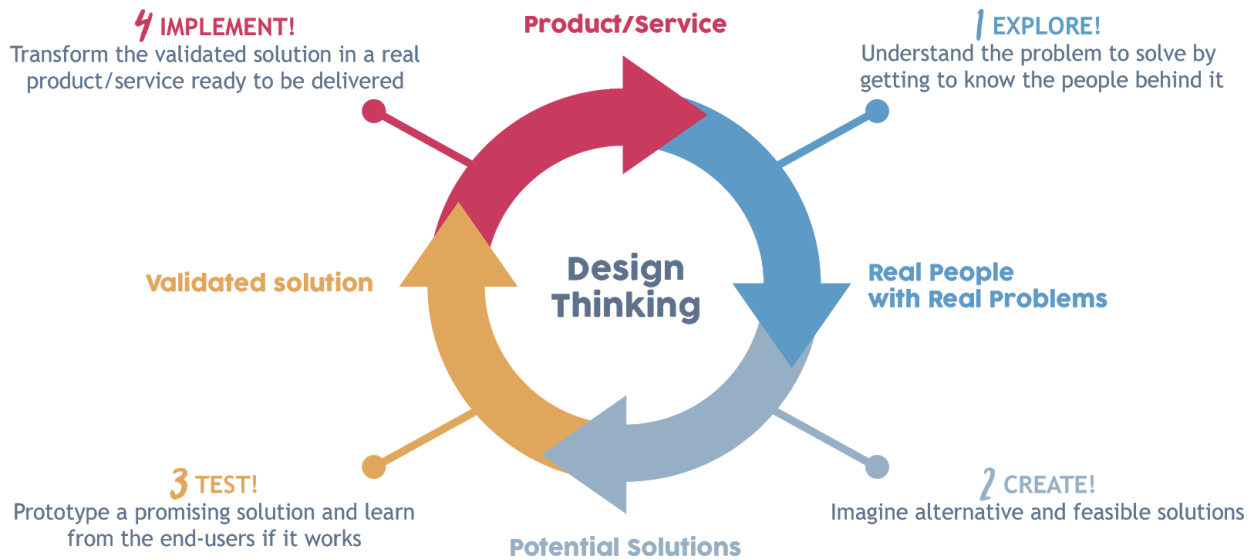 4 IMPLEMENT!
Transform the validated solution in a real
product/service ready to be delivered
Product/Service
1 EXPLORE!
Understand the problem to solve by
getting to know the people behind it
Validated solution
Design
Thinking
Real People
with Real Problems
3 TEST!
Prototype a promising solution and learn
from the end-users if it works
Potential Solutions
2 CREATE!
Imagine alternative and feasible solutions